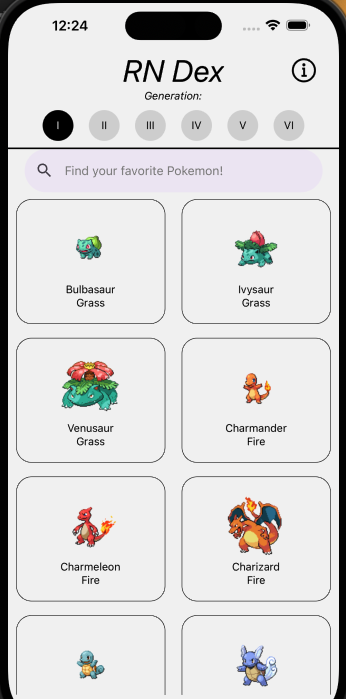 12:24
RN Dex
Generation:
I II III IV V VI
Find your favorite Pokemon!
Bulbasaur
Grass
Ivysaur
Grass
Venusaur
Grass
Charmander
Fire
Charmeleon
Fire
Charizard
Fire